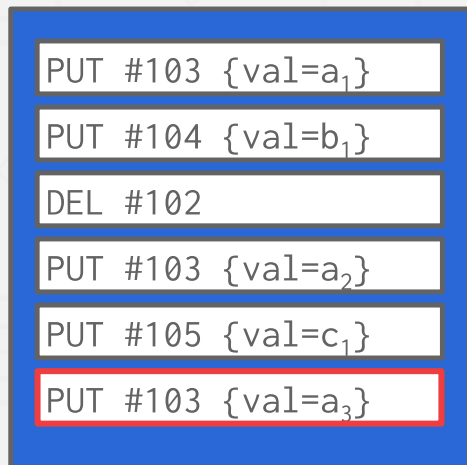 PUT #103 {val=a₁}
PUT #104 {val=b₁}
DEL #102
PUT #103 {val=a₂}
PUT #105 {val=c₁}
PUT #103 {val=a₃}